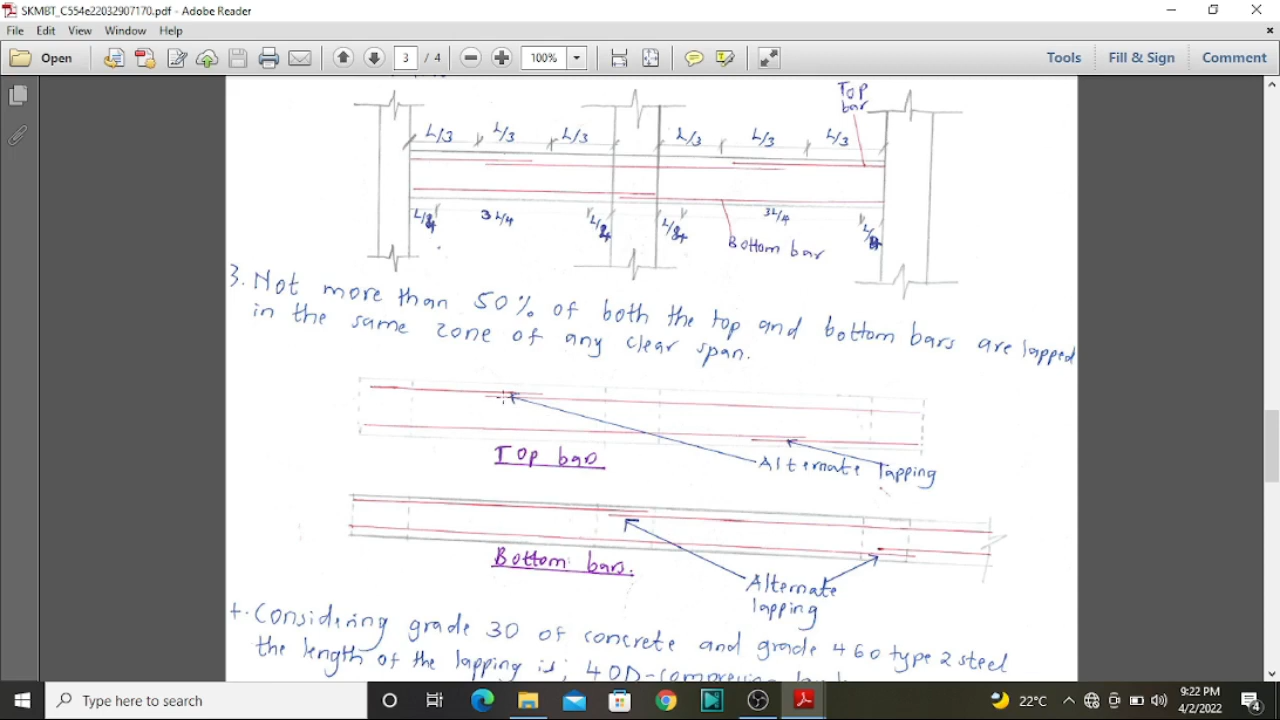 SKMBT_C554e22032907170.pdf - Adobe Reader
File Edit View Window Help
Open 3 / 4 100% Tools Fill & Sign Comment
Top
bar
L/3 L/3 L/3 L/3 L/3 L/3
3L/4 3L/4
Bottom bar
3. Not more than 50% of both the top and bottom bars are lapped
in the same zone of any clear span.
Top bars
Alternate lapping
Bottom bars.
Alternate
lapping
4. Considering grade 30 of concrete and grade 460 type 2 steel
the length of the lapping is; 40D-
Type here to search
22°C
9:22 PM
4/2/2022